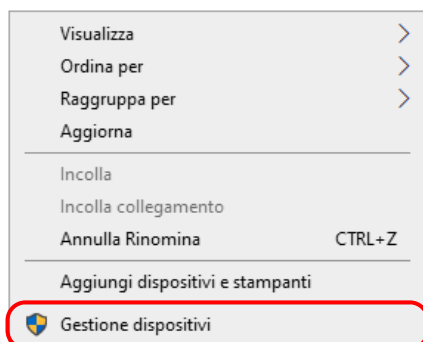 Visualizza
Ordina per
Raggruppa per
Aggiorna
Incolla
Incolla collegamento
Annulla Rinomina CTRL+Z
Aggiungi dispositivi e stampanti
Gestione dispositivi